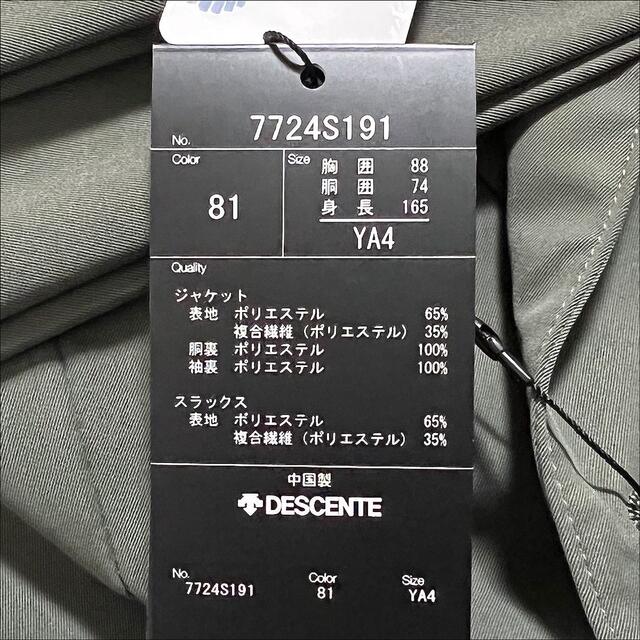 No. 7724S191
Color
81
Size 胸囲 88
胴囲 74
身長 165
YA4
Quality
ジャケット
表地 ポリエステル 65%
複合繊維(ポリエステル) 35%
胴裏 ポリエステル 100%
袖裏 ポリエステル 100%
スラックス
表地 ポリエステル 65%
複合繊維(ポリエステル) 35%
中国製
DESCENTE
No. Color Size
7724S191 81 YA4